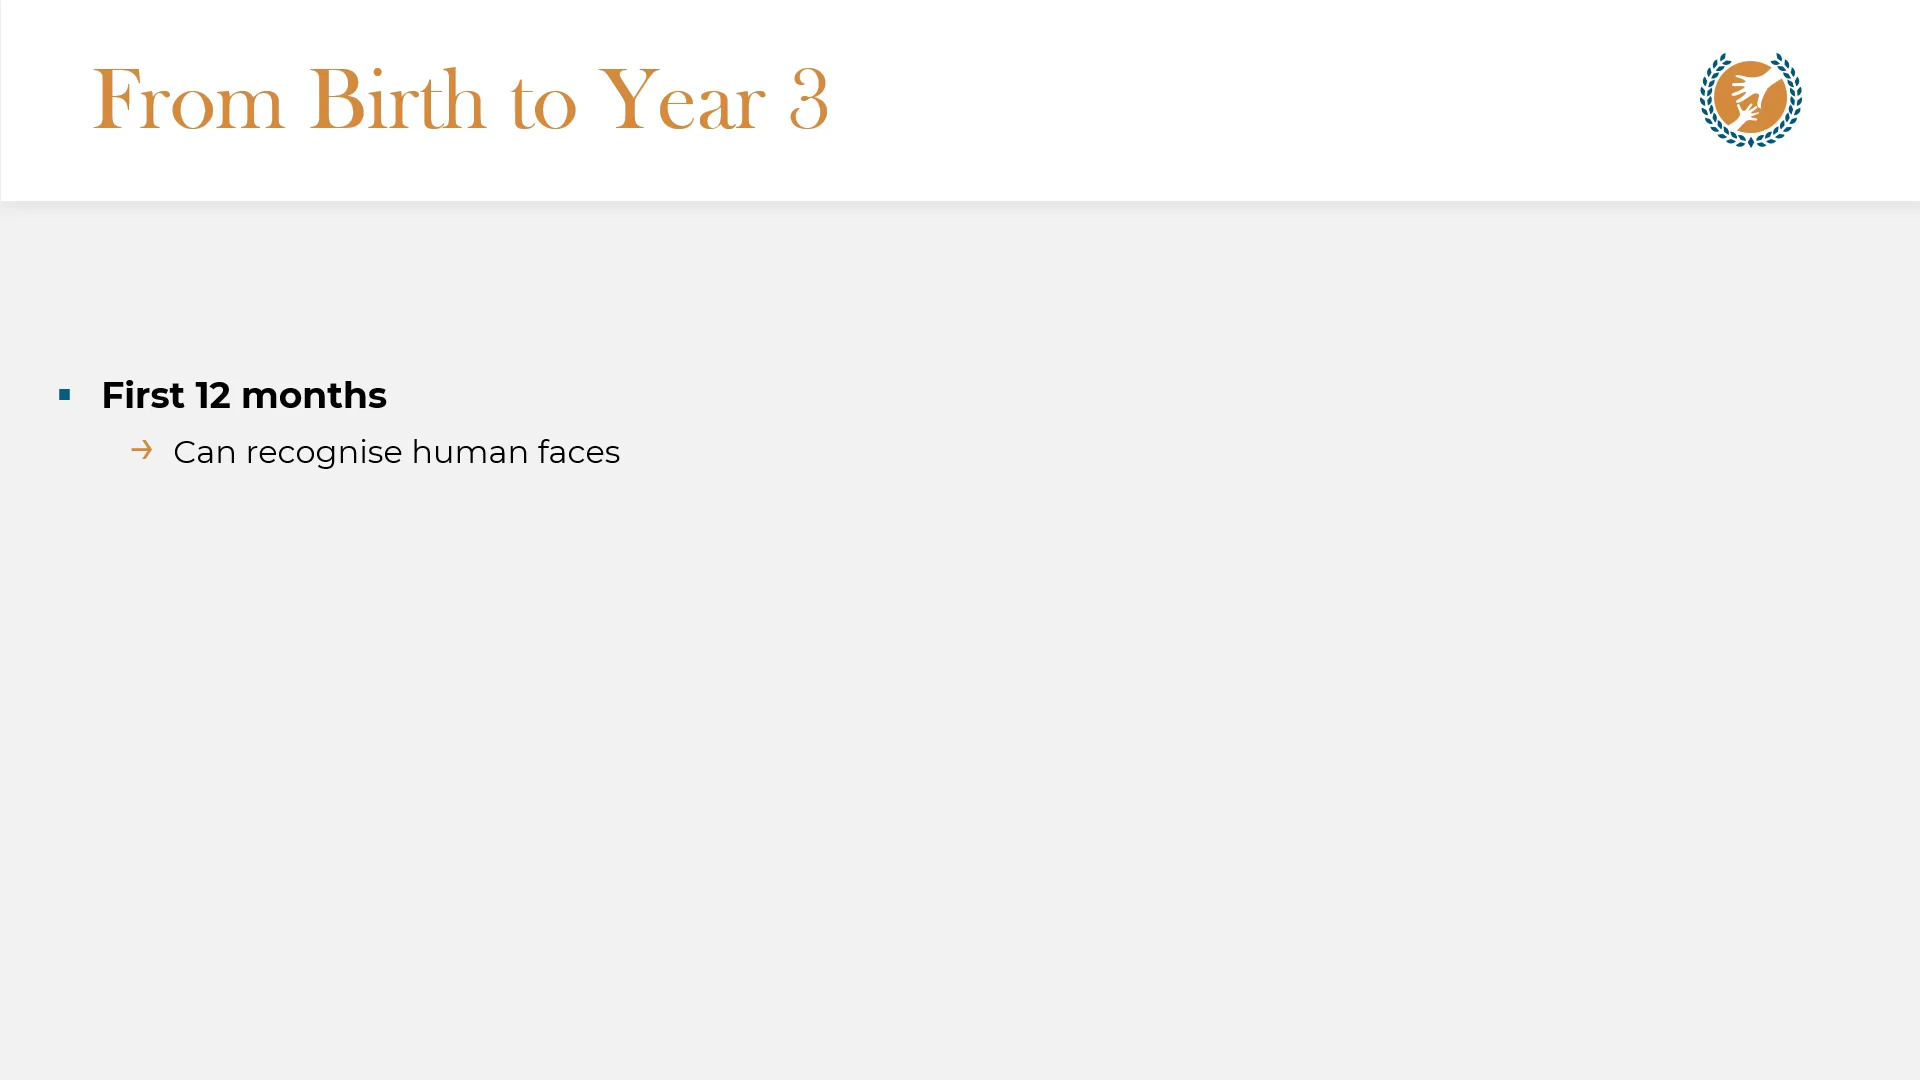 From Birth to Year 3
▪ First 12 months
→ Can recognise human faces